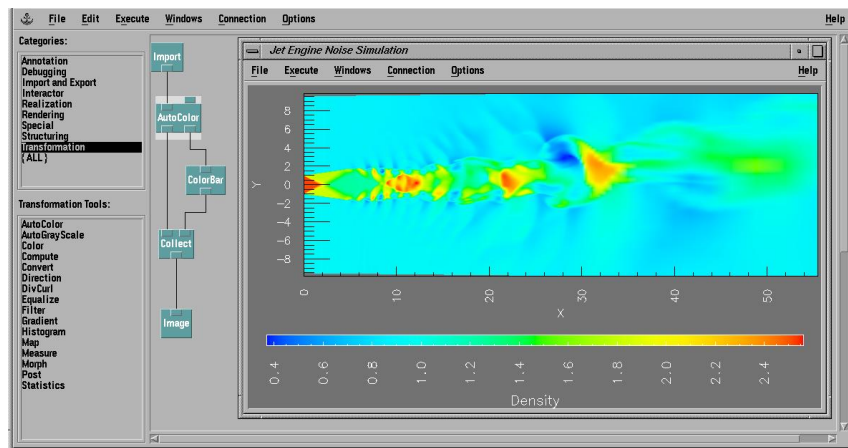 File Edit Execute Windows Connection Options Help
Categories:
Annotation
Debugging
Import and Export
Interactor
Realization
Rendering
Special
Structuring
Transformation
(ALL)
Transformation Tools:
AutoColor
AutoGrayScale
Color
Compute
Convert
Direction
DivCurl
Equalize
Filter
Gradient
Histogram
Map
Measure
Morph
Post
Statistics
Import
AutoColor
ColorBar
Collect
Image
Jet Engine Noise Simulation
File Execute Windows Connection Options Help
8
6
4
2
0
−2
−4
−6
−8
Y
0 10 20 30 40 50
X
0.4 0.6 0.8 1.0 1.2 1.4 1.6 1.8 2.0 2.2 2.4
Density